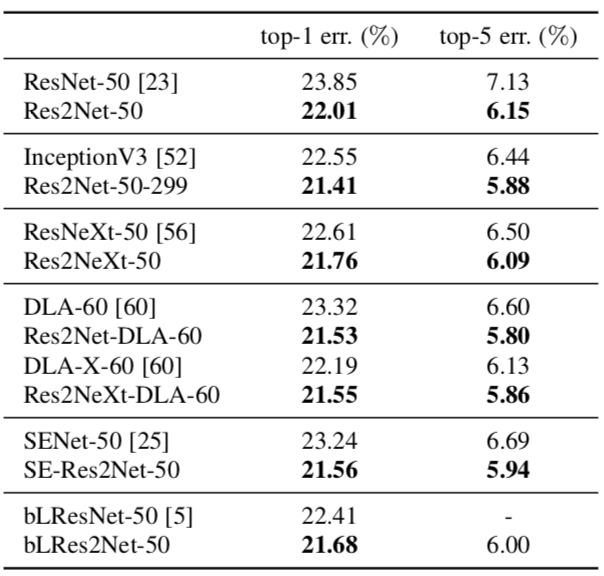 top-1 err. (%) top-5 err. (%)
ResNet-50 [23] 23.85 7.13
Res2Net-50 22.01 6.15
InceptionV3 [52] 22.55 6.44
Res2Net-50-299 21.41 5.88
ResNeXt-50 [56] 22.61 6.50
Res2NeXt-50 21.76 6.09
DLA-60 [60] 23.32 6.60
Res2Net-DLA-60 21.53 5.80
DLA-X-60 [60] 22.19 6.13
Res2NeXt-DLA-60 21.55 5.86
SENet-50 [25] 23.24 6.69
SE-Res2Net-50 21.56 5.94
bLResNet-50 [5] 22.41 -
bLRes2Net-50 21.68 6.00